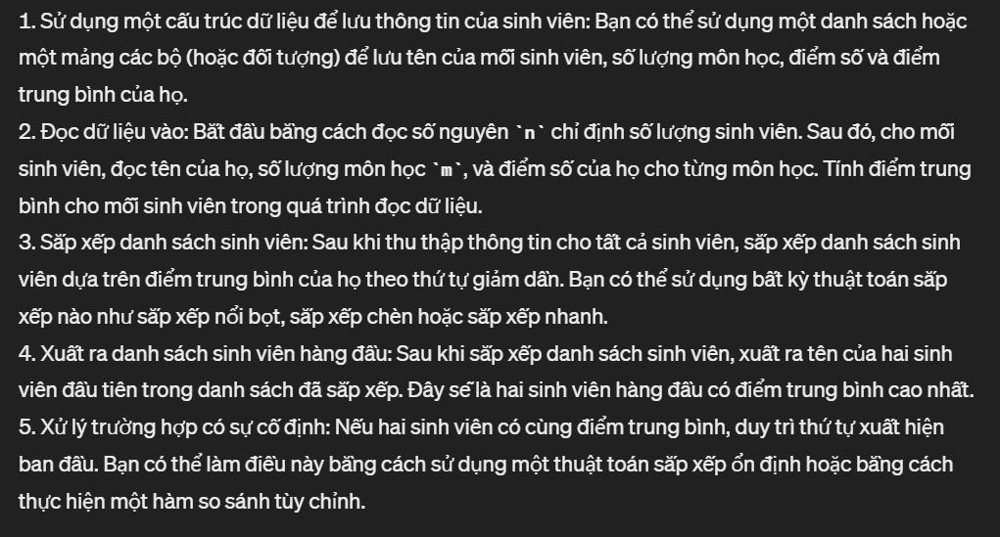 1. Sử dụng một cấu trúc dữ liệu để lưu thông tin của sinh viên: Bạn có thể sử dụng một danh sách hoặc
một mảng các bộ (hoặc đối tượng) để lưu tên của mỗi sinh viên, số lượng môn học, điểm số và điểm
trung bình của họ.
2. Đọc dữ liệu vào: Bắt đầu bằng cách đọc số nguyên `n` chỉ định số lượng sinh viên. Sau đó, cho mỗi
sinh viên, đọc tên của họ, số lượng môn học `m`, và điểm số của họ cho từng môn học. Tính điểm trung
bình cho mỗi sinh viên trong quá trình đọc dữ liệu.
3. Sắp xếp danh sách sinh viên: Sau khi thu thập thông tin cho tất cả sinh viên, sắp xếp danh sách sinh
viên dựa trên điểm trung bình của họ theo thứ tự giảm dần. Bạn có thể sử dụng bất kỳ thuật toán sắp
xếp nào như sắp xếp nổi bọt, sắp xếp chèn hoặc sắp xếp nhanh.
4. Xuất ra danh sách sinh viên hàng đầu: Sau khi sắp xếp danh sách sinh viên, xuất ra tên của hai sinh
viên đầu tiên trong danh sách đã sắp xếp. Đây sẽ là hai sinh viên hàng đầu có điểm trung bình cao nhất.
5. Xử lý trường hợp có sự cố định: Nếu hai sinh viên có cùng điểm trung bình, duy trì thứ tự xuất hiện
ban đầu. Bạn có thể làm điều này bằng cách sử dụng một thuật toán sắp xếp ổn định hoặc bằng cách
thực hiện một hàm so sánh tùy chỉnh.